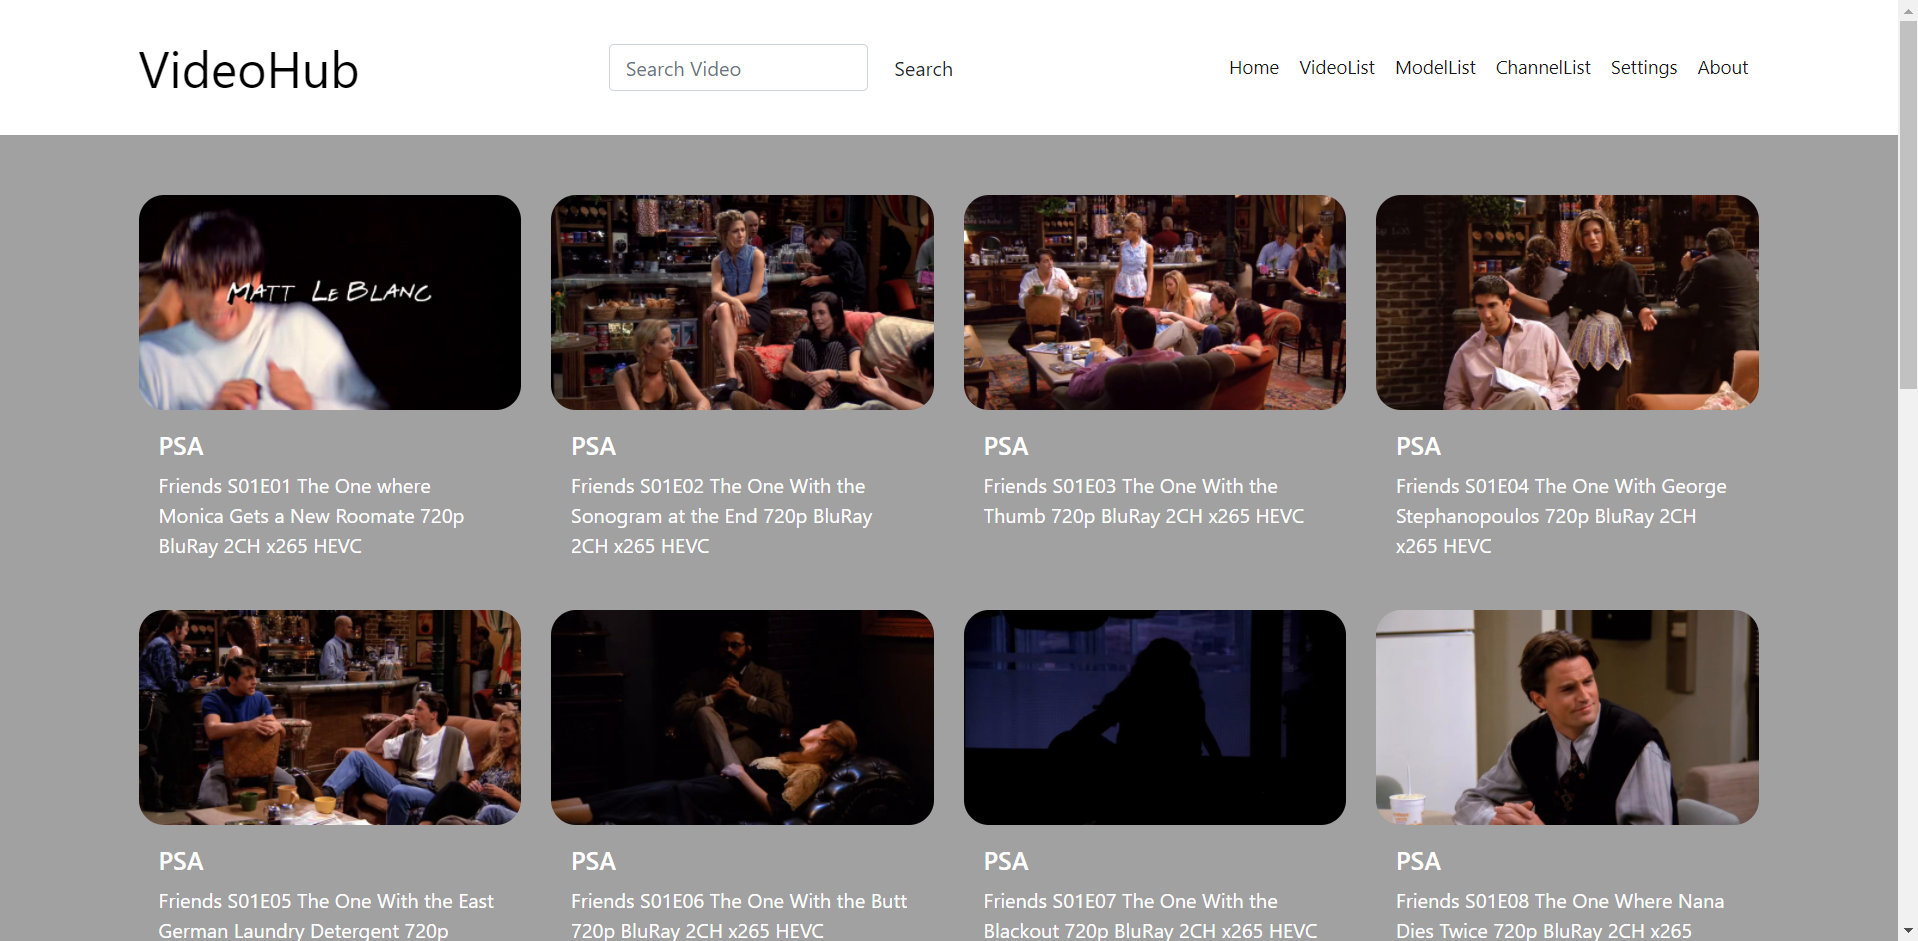 VideoHub
Search Video
Search
Home VideoList ModelList ChannelList Settings About
MATT LEBLANC
PSA
Friends S01E01 The One where
Monica Gets a New Roomate 720p
BluRay 2CH x265 HEVC
PSA
Friends S01E02 The One With the
Sonogram at the End 720p BluRay
2CH x265 HEVC
PSA
Friends S01E03 The One With the
Thumb 720p BluRay 2CH x265 HEVC
PSA
Friends S01E04 The One With George
Stephanopoulos 720p BluRay 2CH
x265 HEVC
PSA
Friends S01E05 The One With the East
German Laundry Detergent 720p
PSA
Friends S01E06 The One With the Butt
720p BluRay 2CH x265 HEVC
PSA
Friends S01E07 The One With the
Blackout 720p BluRay 2CH x265 HEVC
PSA
Friends S01E08 The One Where Nana
Dies Twice 720p BluRay 2CH x265